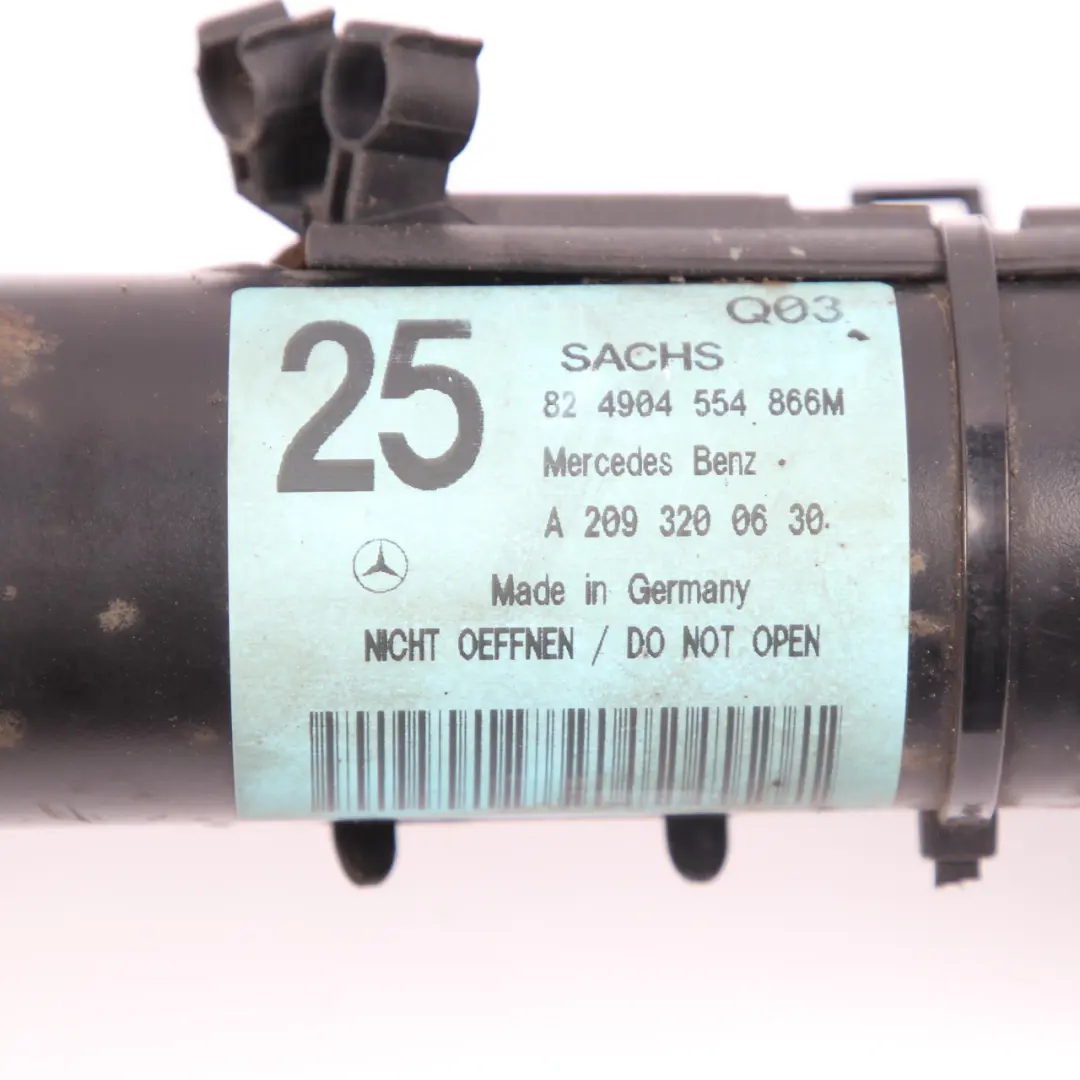 Q03
25
SACHS
82 4904 554 866M
Mercedes Benz
A 209 320 06 30
Made in Germany
NICHT OEFFNEN / DO NOT OPEN